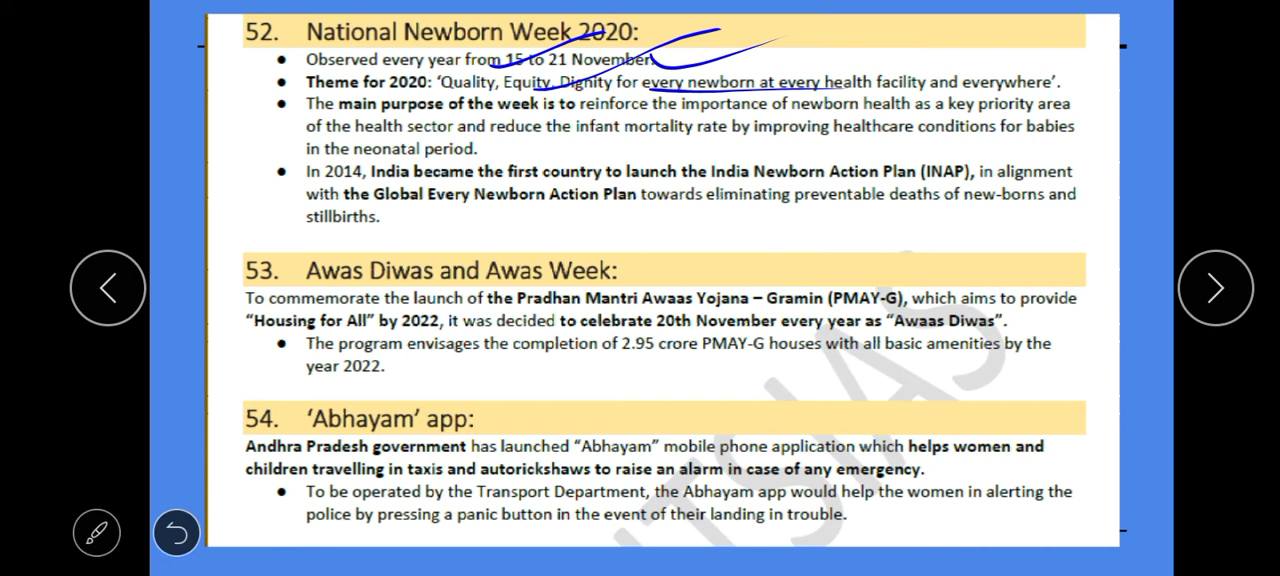 52. National Newborn Week 2020:
● Observed every year from 15 to 21 November.
● Theme for 2020: ‘Quality, Equity, Dignity for every newborn at every health facility and everywhere’.
● The main purpose of the week is to reinforce the importance of newborn health as a key priority area
of the health sector and reduce the infant mortality rate by improving healthcare conditions for babies
in the neonatal period.
● In 2014, India became the first country to launch the India Newborn Action Plan (INAP), in alignment
with the Global Every Newborn Action Plan towards eliminating preventable deaths of new-borns and
stillbirths.
53. Awas Diwas and Awas Week:
To commemorate the launch of the Pradhan Mantri Awaas Yojana – Gramin (PMAY-G), which aims to provide
“Housing for All” by 2022, it was decided to celebrate 20th November every year as “Awaas Diwas”.
● The program envisages the completion of 2.95 crore PMAY-G houses with all basic amenities by the
year 2022.
54. ‘Abhayam’ app:
Andhra Pradesh government has launched “Abhayam” mobile phone application which helps women and
children travelling in taxis and autorickshaws to raise an alarm in case of any emergency.
● To be operated by the Transport Department, the Abhayam app would help the women in alerting the
police by pressing a panic button in the event of their landing in trouble.